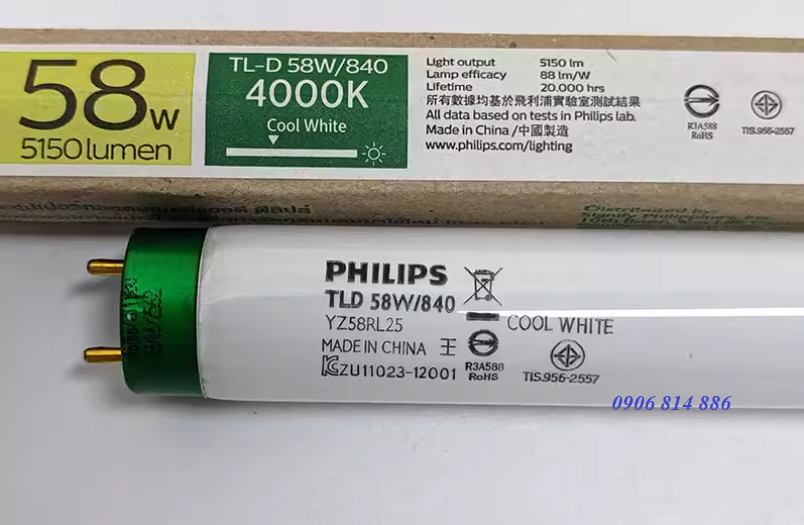 58W
5150 lumen
TL-D 58W/840
4000K
Cool White
Light output 5150 lm
Lamp efficacy 88 lm/W
Lifetime 20.000 hrs
所有數據均基於飛利浦實驗室測試結果
All data based on tests in Philips lab.
Made in China /中國製造
www.philips.com/lighting
R3A588
RoHS
TIS.956-2557
Distributed by:
PHILIPS
TLD 58W/840
YZ58RL25
COOL WHITE
MADE IN CHINA 王
ZU11023-12001
R3A588
RoHS
TIS.956-2557
0906 814 886